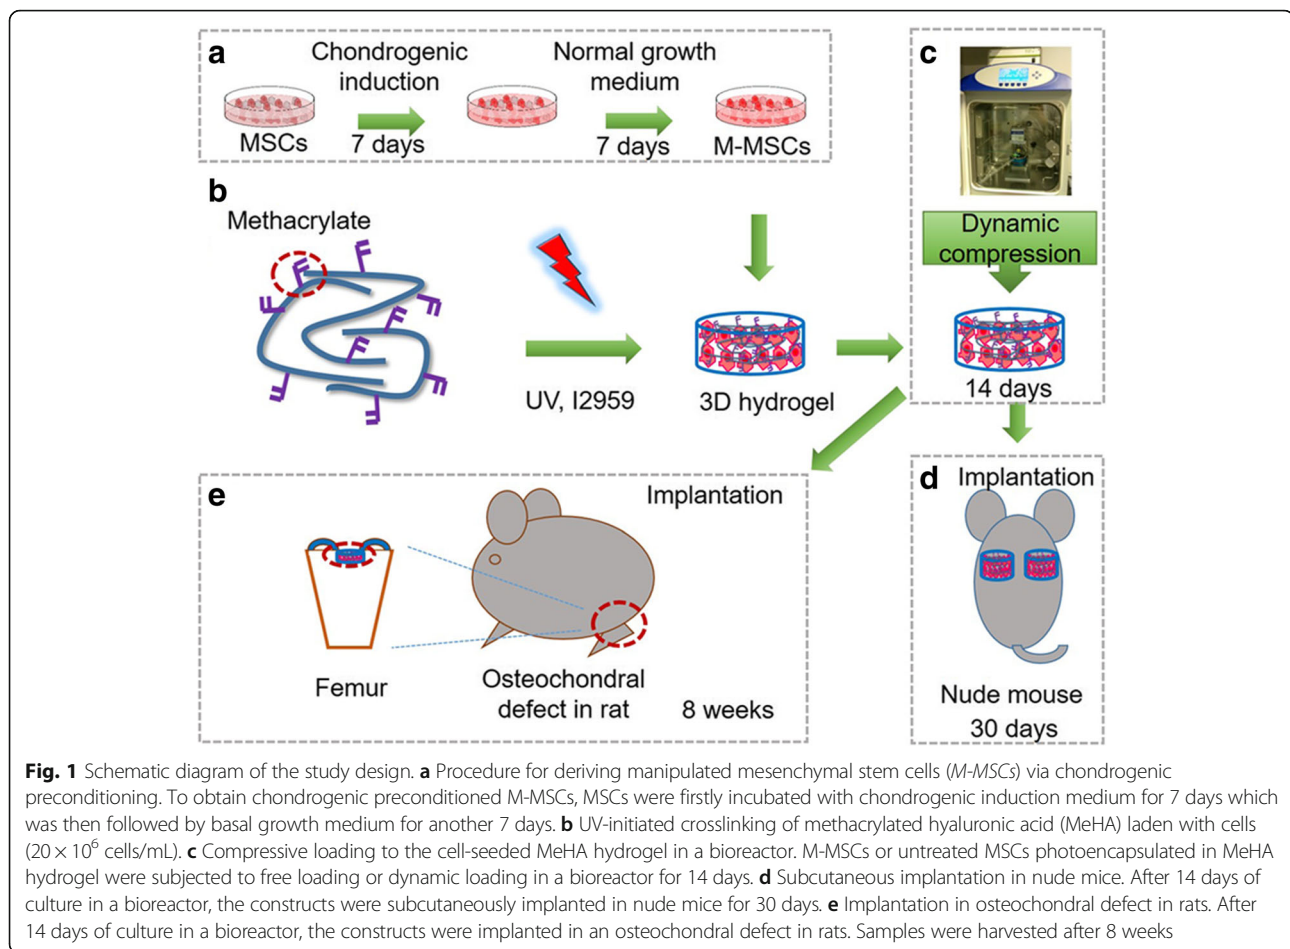 a
Chondrogenic
induction
Normal growth
medium
MSCs
7 days
7 days
M-MSCs
b
Methacrylate
UV, I2959
3D hydrogel
c
Dynamic
compression
14 days
d
Implantation
Nude mouse
30 days
e
Implantation
Femur
Osteochondral
defect in rat
8 weeks
Fig. 1 Schematic diagram of the study design. a Procedure for deriving manipulated mesenchymal stem cells (M-MSCs) via chondrogenic
preconditioning. To obtain chondrogenic preconditioned M-MSCs, MSCs were firstly incubated with chondrogenic induction medium for 7 days which
was then followed by basal growth medium for another 7 days. b UV-initiated crosslinking of methacrylated hyaluronic acid (MeHA) laden with cells
(20 × 10⁶ cells/mL). c Compressive loading to the cell-seeded MeHA hydrogel in a bioreactor. M-MSCs or untreated MSCs photoencapsulated in MeHA
hydrogel were subjected to free loading or dynamic loading in a bioreactor for 14 days. d Subcutaneous implantation in nude mice. After 14 days of
culture in a bioreactor, the constructs were subcutaneously implanted in nude mice for 30 days. e Implantation in osteochondral defect in rats. After
14 days of culture in a bioreactor, the constructs were implanted in an osteochondral defect in rats. Samples were harvested after 8 weeks